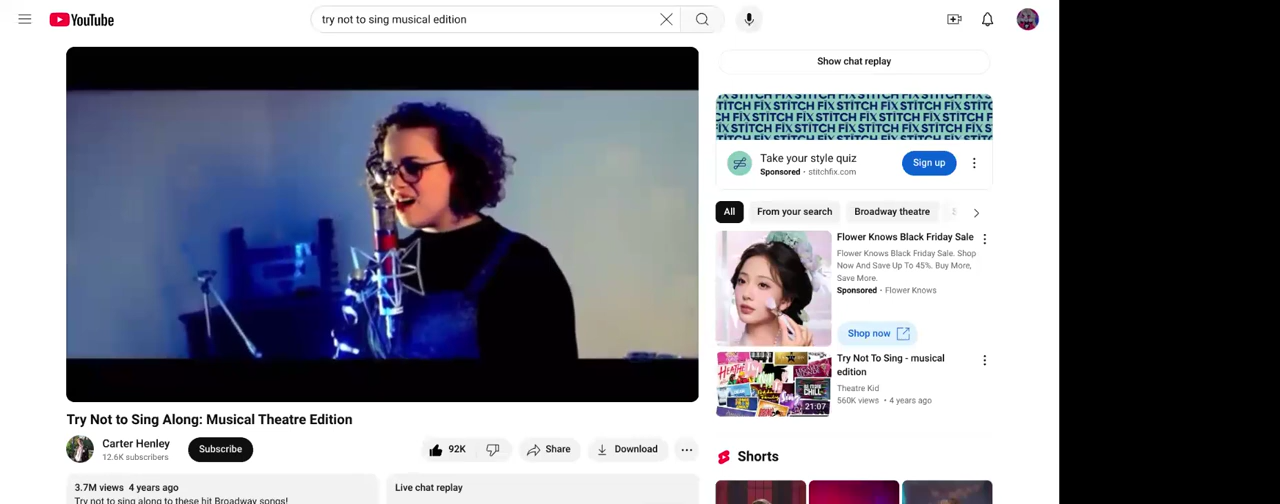 YouTube
try not to sing musical edition
Show chat replay
STITCH FIX STITCH FIX STITCH FIX STITCH FIX
Take your style quiz
Sponsored • stitchfix.com
Sign up
All
From your search
Broadway theatre
Flower Knows Black Friday Sale
Flower Knows Black Friday Sale. Shop
Now And Save Up To 45%. Buy More,
Save More.
Sponsored • Flower Knows
Shop now
Try Not To Sing - musical
edition
Theatre Kid
560K views • 4 years ago
21:07
CHILL
Try Not to Sing Along: Musical Theatre Edition
Carter Henley
12.6K subscribers
Subscribe
92K
Share
Download
3.7M views 4 years ago
Try not to sing along to these hit Broadway songs!
Live chat replay
Shorts